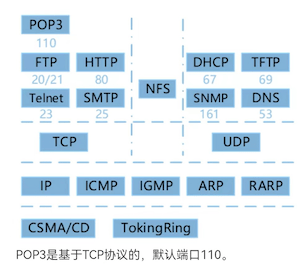 POP3
110
FTP HTTP DHCP TFTP
20/21 80 NFS 67 69
Telnet SMTP SNMP DNS
23 25 161 53
TCP UDP
IP ICMP IGMP ARP RARP
CSMA/CD TokingRing
POP3是基于TCP协议的，默认端口110。